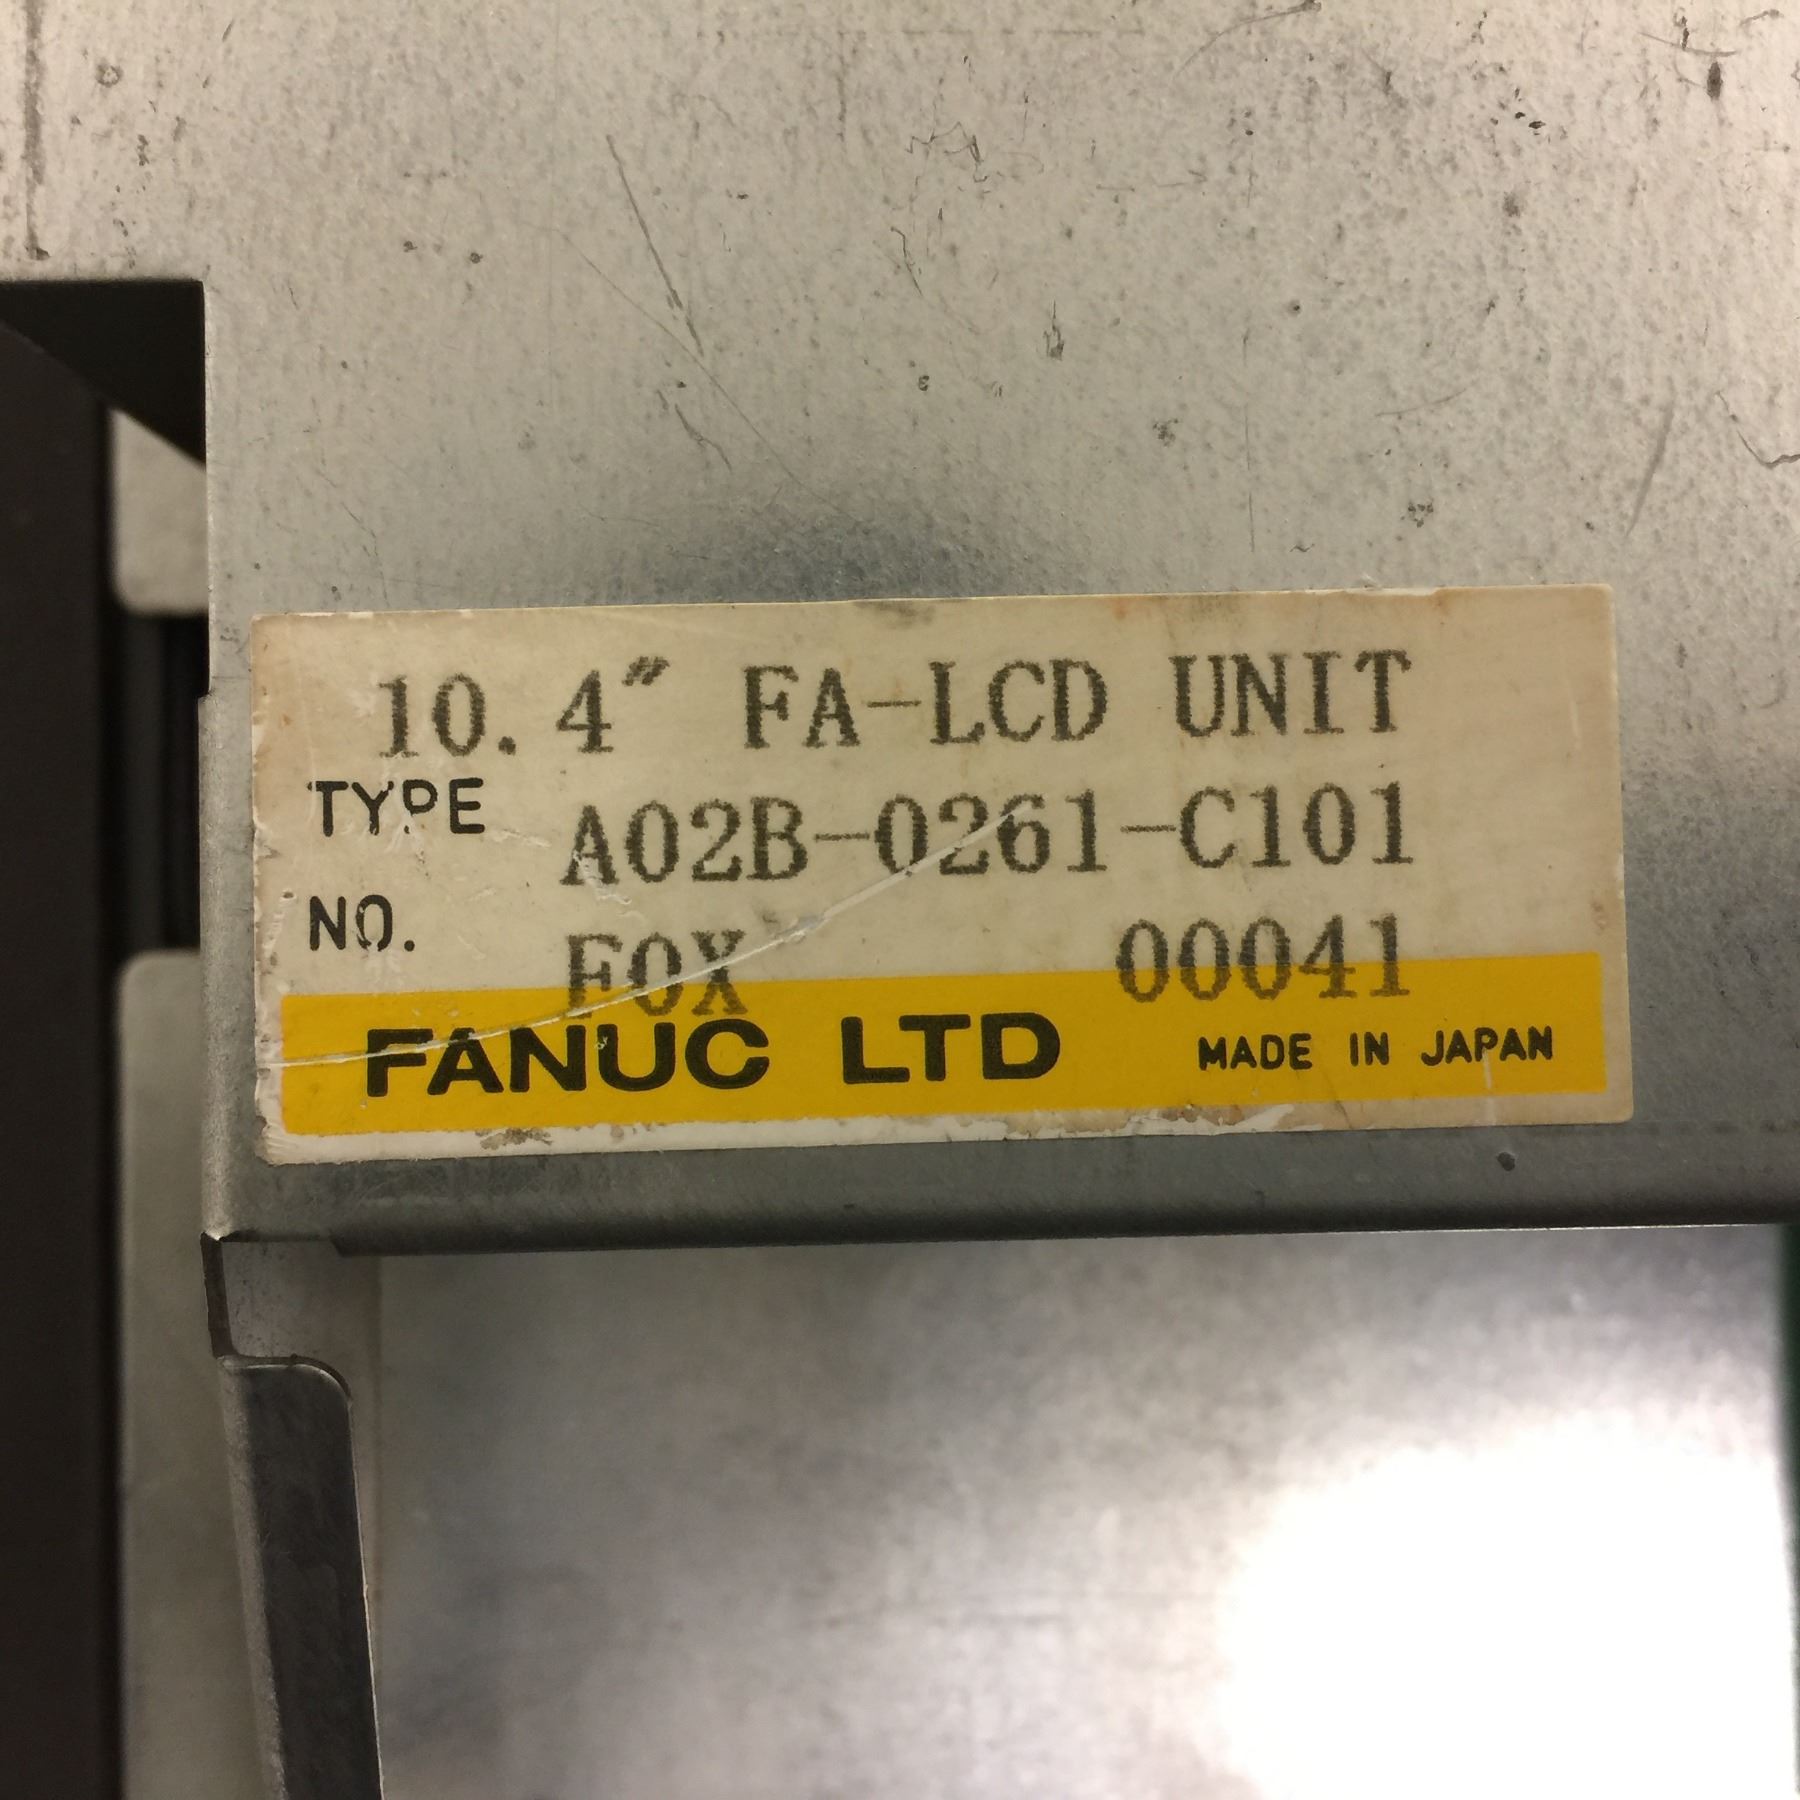 10.4" FA-LCD UNIT
TYPE A02B-0261-C101
NO. F0X 00041
FANUC LTD MADE IN JAPAN